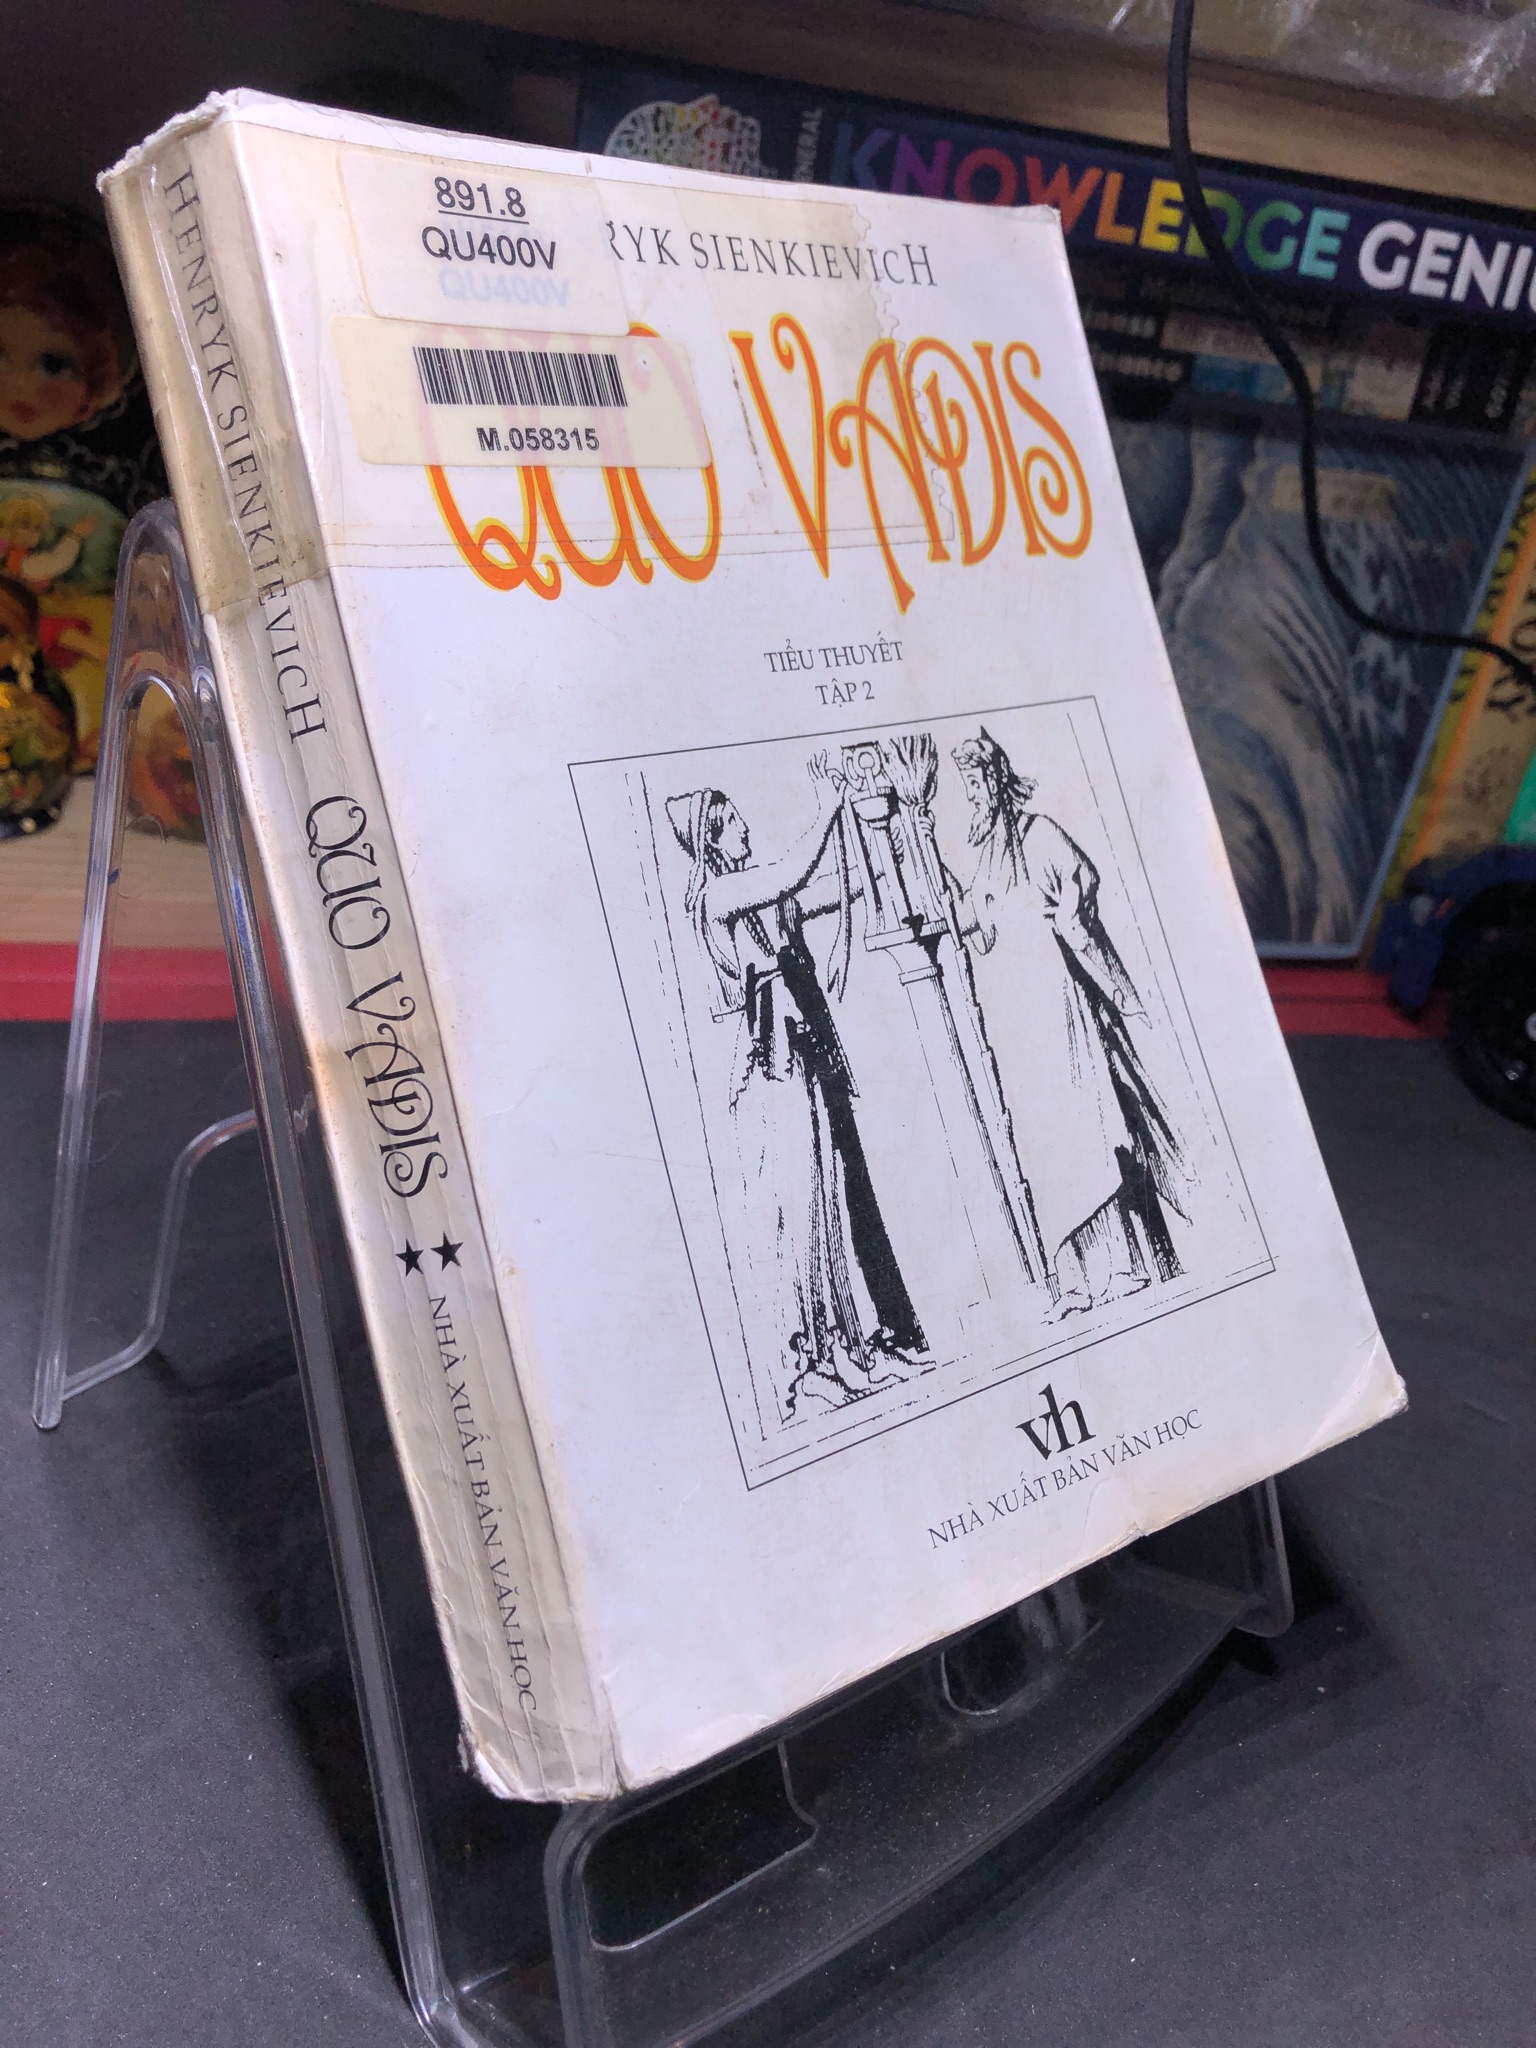 891.8
QU400V
QU400V
RYK SIENKIEVICH
M.058315
QUO VADIS
TIỂU THUYẾT
TẬP 2
vh
NHÀ XUẤT BẢN VĂN HỌC
HENRYK SIENKIEVICH QUO VADIS ★★ NHÀ XUẤT BẢN VĂN HỌC
GENERAL
KNOWLEDGE GENIU